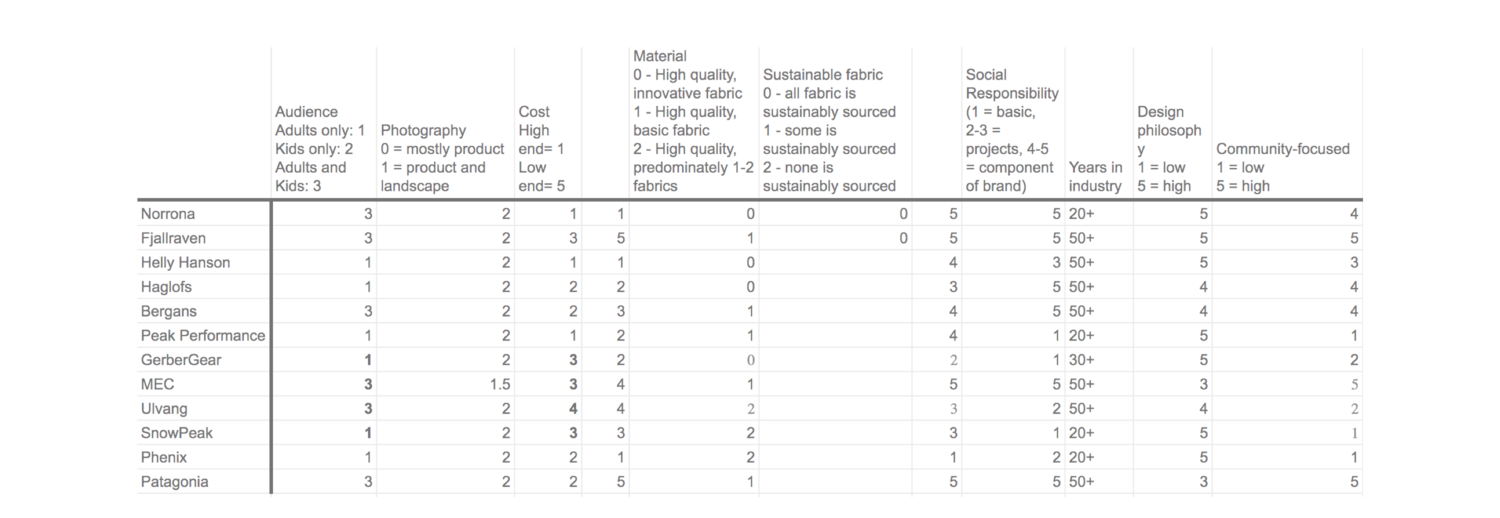 Audience
Adults only: 1
Kids only: 2
Adults and
Kids: 3
Photography
0 = mostly product
1 = product and
landscape
Cost
High
end= 1
Low
end= 5
Material
0 - High quality,
innovative fabric
1 - High quality,
basic fabric
2 - High quality,
predominately 1-2
fabrics
Sustainable fabric
0 - all fabric is
sustainably sourced
1 - some is
sustainably sourced
2 - none is
sustainably sourced
Social
Responsibility
(1 = basic,
2-3 =
projects, 4-5
= component
of brand)
Years in
industry
Design
philosoph
y
1 = low
5 = high
Community-focused
1 = low
5 = high
Norrona 3 2 1 1 0 0 5 5 20+ 5 4
Fjallraven 3 2 3 5 1 0 5 5 50+ 5 5
Helly Hanson 1 2 1 1 0 4 3 50+ 5 3
Haglofs 1 2 2 2 0 3 5 50+ 4 4
Bergans 3 2 2 3 1 4 5 50+ 4 4
Peak Performance 1 2 1 2 1 4 1 20+ 5 1
GerberGear 1 2 3 2 0 2 1 30+ 5 2
MEC 3 1.5 3 4 1 5 5 50+ 3 5
Ulvang 3 2 4 4 2 3 2 50+ 4 2
SnowPeak 1 2 3 3 2 3 1 20+ 5 1
Phenix 1 2 2 1 2 1 2 20+ 5 1
Patagonia 3 2 2 5 1 5 5 50+ 3 5